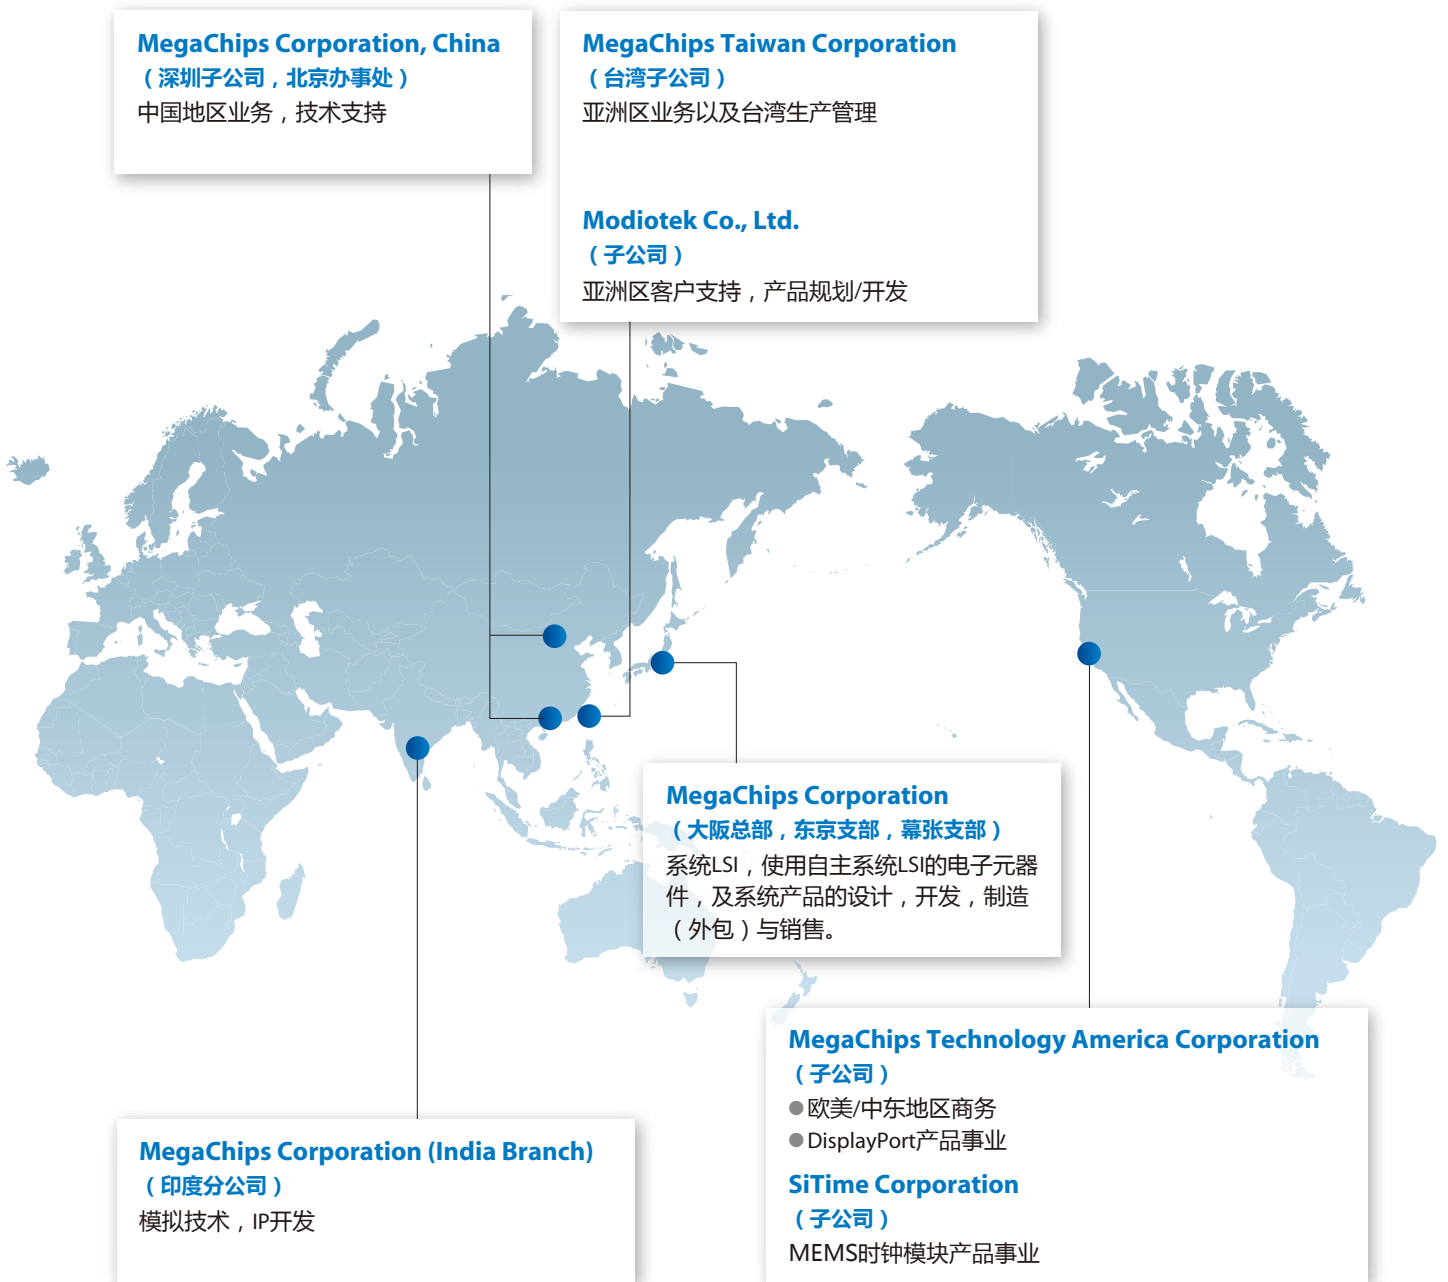 MegaChips Corporation, China
（深圳子公司，北京办事处）
中国地区业务，技术支持
MegaChips Taiwan Corporation
（台湾子公司）
亚洲区业务以及台湾生产管理
Modiotek Co., Ltd.
（子公司）
亚洲区客户支持，产品规划/开发
MegaChips Corporation
（大阪总部，东京支部，幕张支部）
系统LSI，使用自主系统LSI的电子元器
件，及系统产品的设计，开发，制造
（外包）与销售。
MegaChips Technology America Corporation
（子公司）
●欧美/中东地区商务
●DisplayPort产品事业
SiTime Corporation
（子公司）
MEMS时钟模块产品事业
MegaChips Corporation (India Branch)
（印度分公司）
模拟技术，IP开发